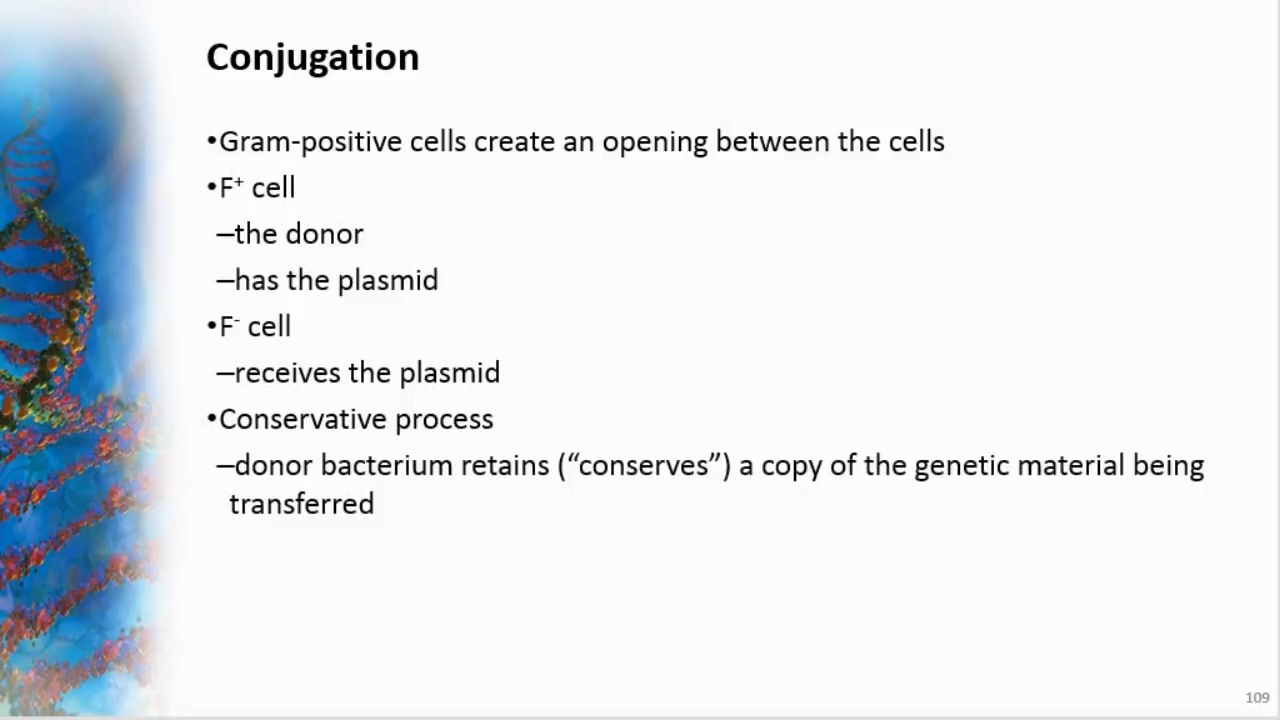 Conjugation
•Gram-positive cells create an opening between the cells
•F⁺ cell
–the donor
–has the plasmid
•F⁻ cell
–receives the plasmid
•Conservative process
–donor bacterium retains (“conserves”) a copy of the genetic material being
transferred
109